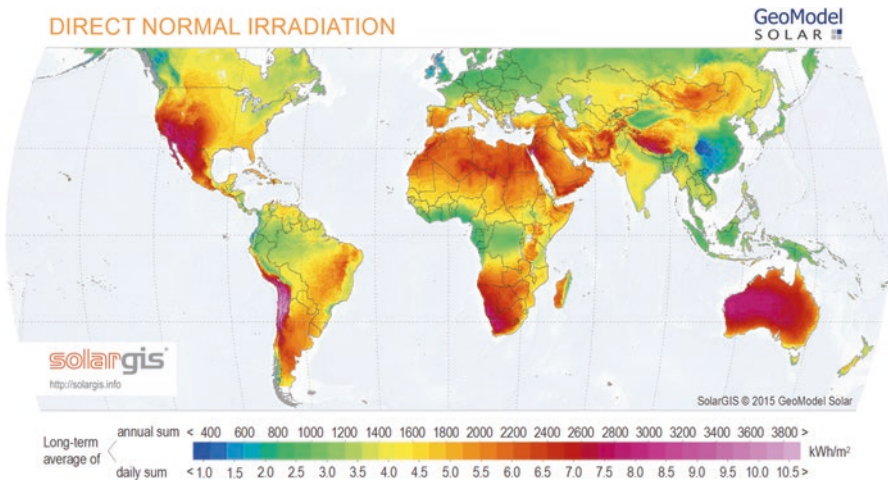 DIRECT NORMAL IRRADIATION
GeoModel
SOLAR
solargis
http://solargis.info
SolarGIS © 2015 GeoModel Solar
Long-term
average of
annual sum < 400 600 800 1000 1200 1400 1600 1800 2000 2200 2400 2600 2800 3000 3200 3400 3600 3800 >
kWh/m²
daily sum < 1.0 1.5 2.0 2.5 3.0 3.5 4.0 4.5 5.0 5.5 6.0 6.5 7.0 7.5 8.0 8.5 9.0 9.5 10.0 10.5 >